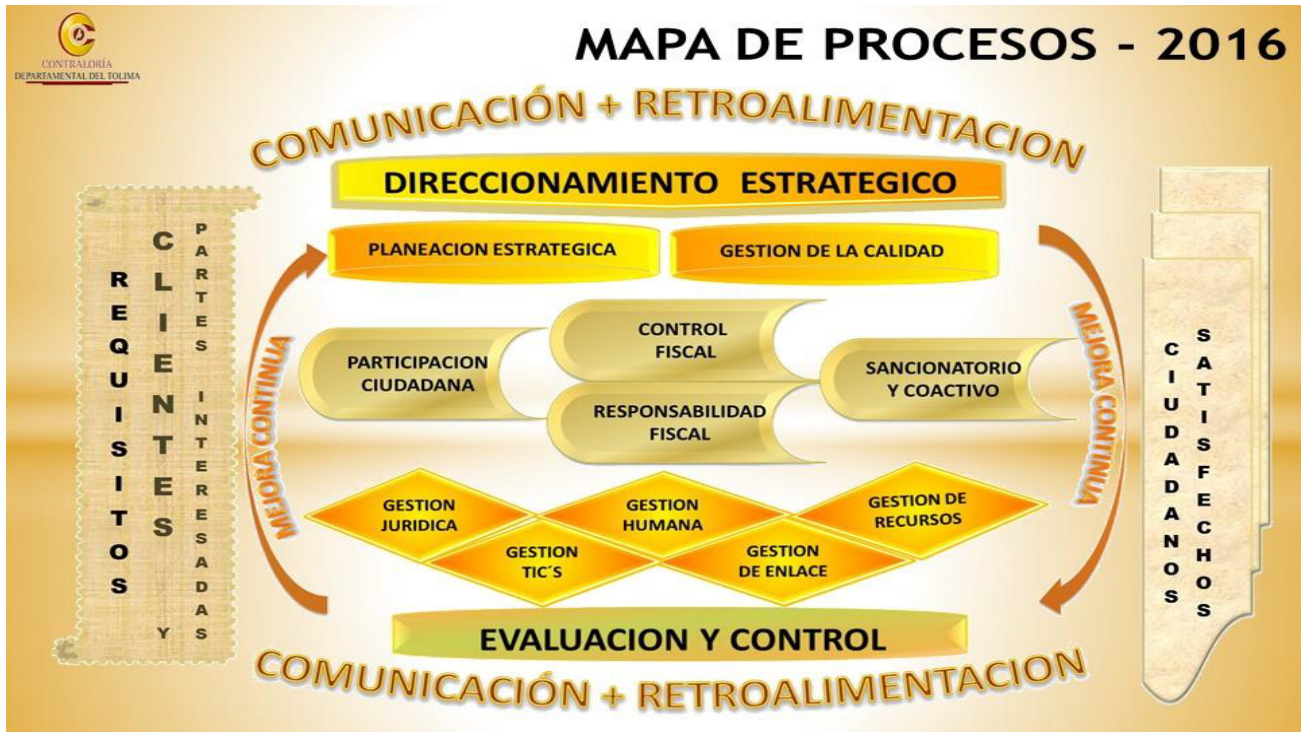 CONTRALORÍA
DEPARTAMENTAL DEL TOLIMA
MAPA DE PROCESOS - 2016
COMUNICACIÓN + RETROALIMENTACION
DIRECCIONAMIENTO ESTRATEGICO
PLANEACION ESTRATEGICA
GESTION DE LA CALIDAD
REQUISITOS
CLIENTES Y
PARTES INTERESADAS
MEJORA CONTINUA
PARTICIPACION
CIUDADANA
CONTROL
FISCAL
RESPONSABILIDAD
FISCAL
SANCIONATORIO
Y COACTIVO
MEJORA CONTINUA
CIUDADANOS
SATISFECHOS
GESTION
JURIDICA
GESTION
HUMANA
GESTION DE
RECURSOS
GESTION
TIC´S
GESTION
DE ENLACE
EVALUACION Y CONTROL
COMUNICACIÓN + RETROALIMENTACION